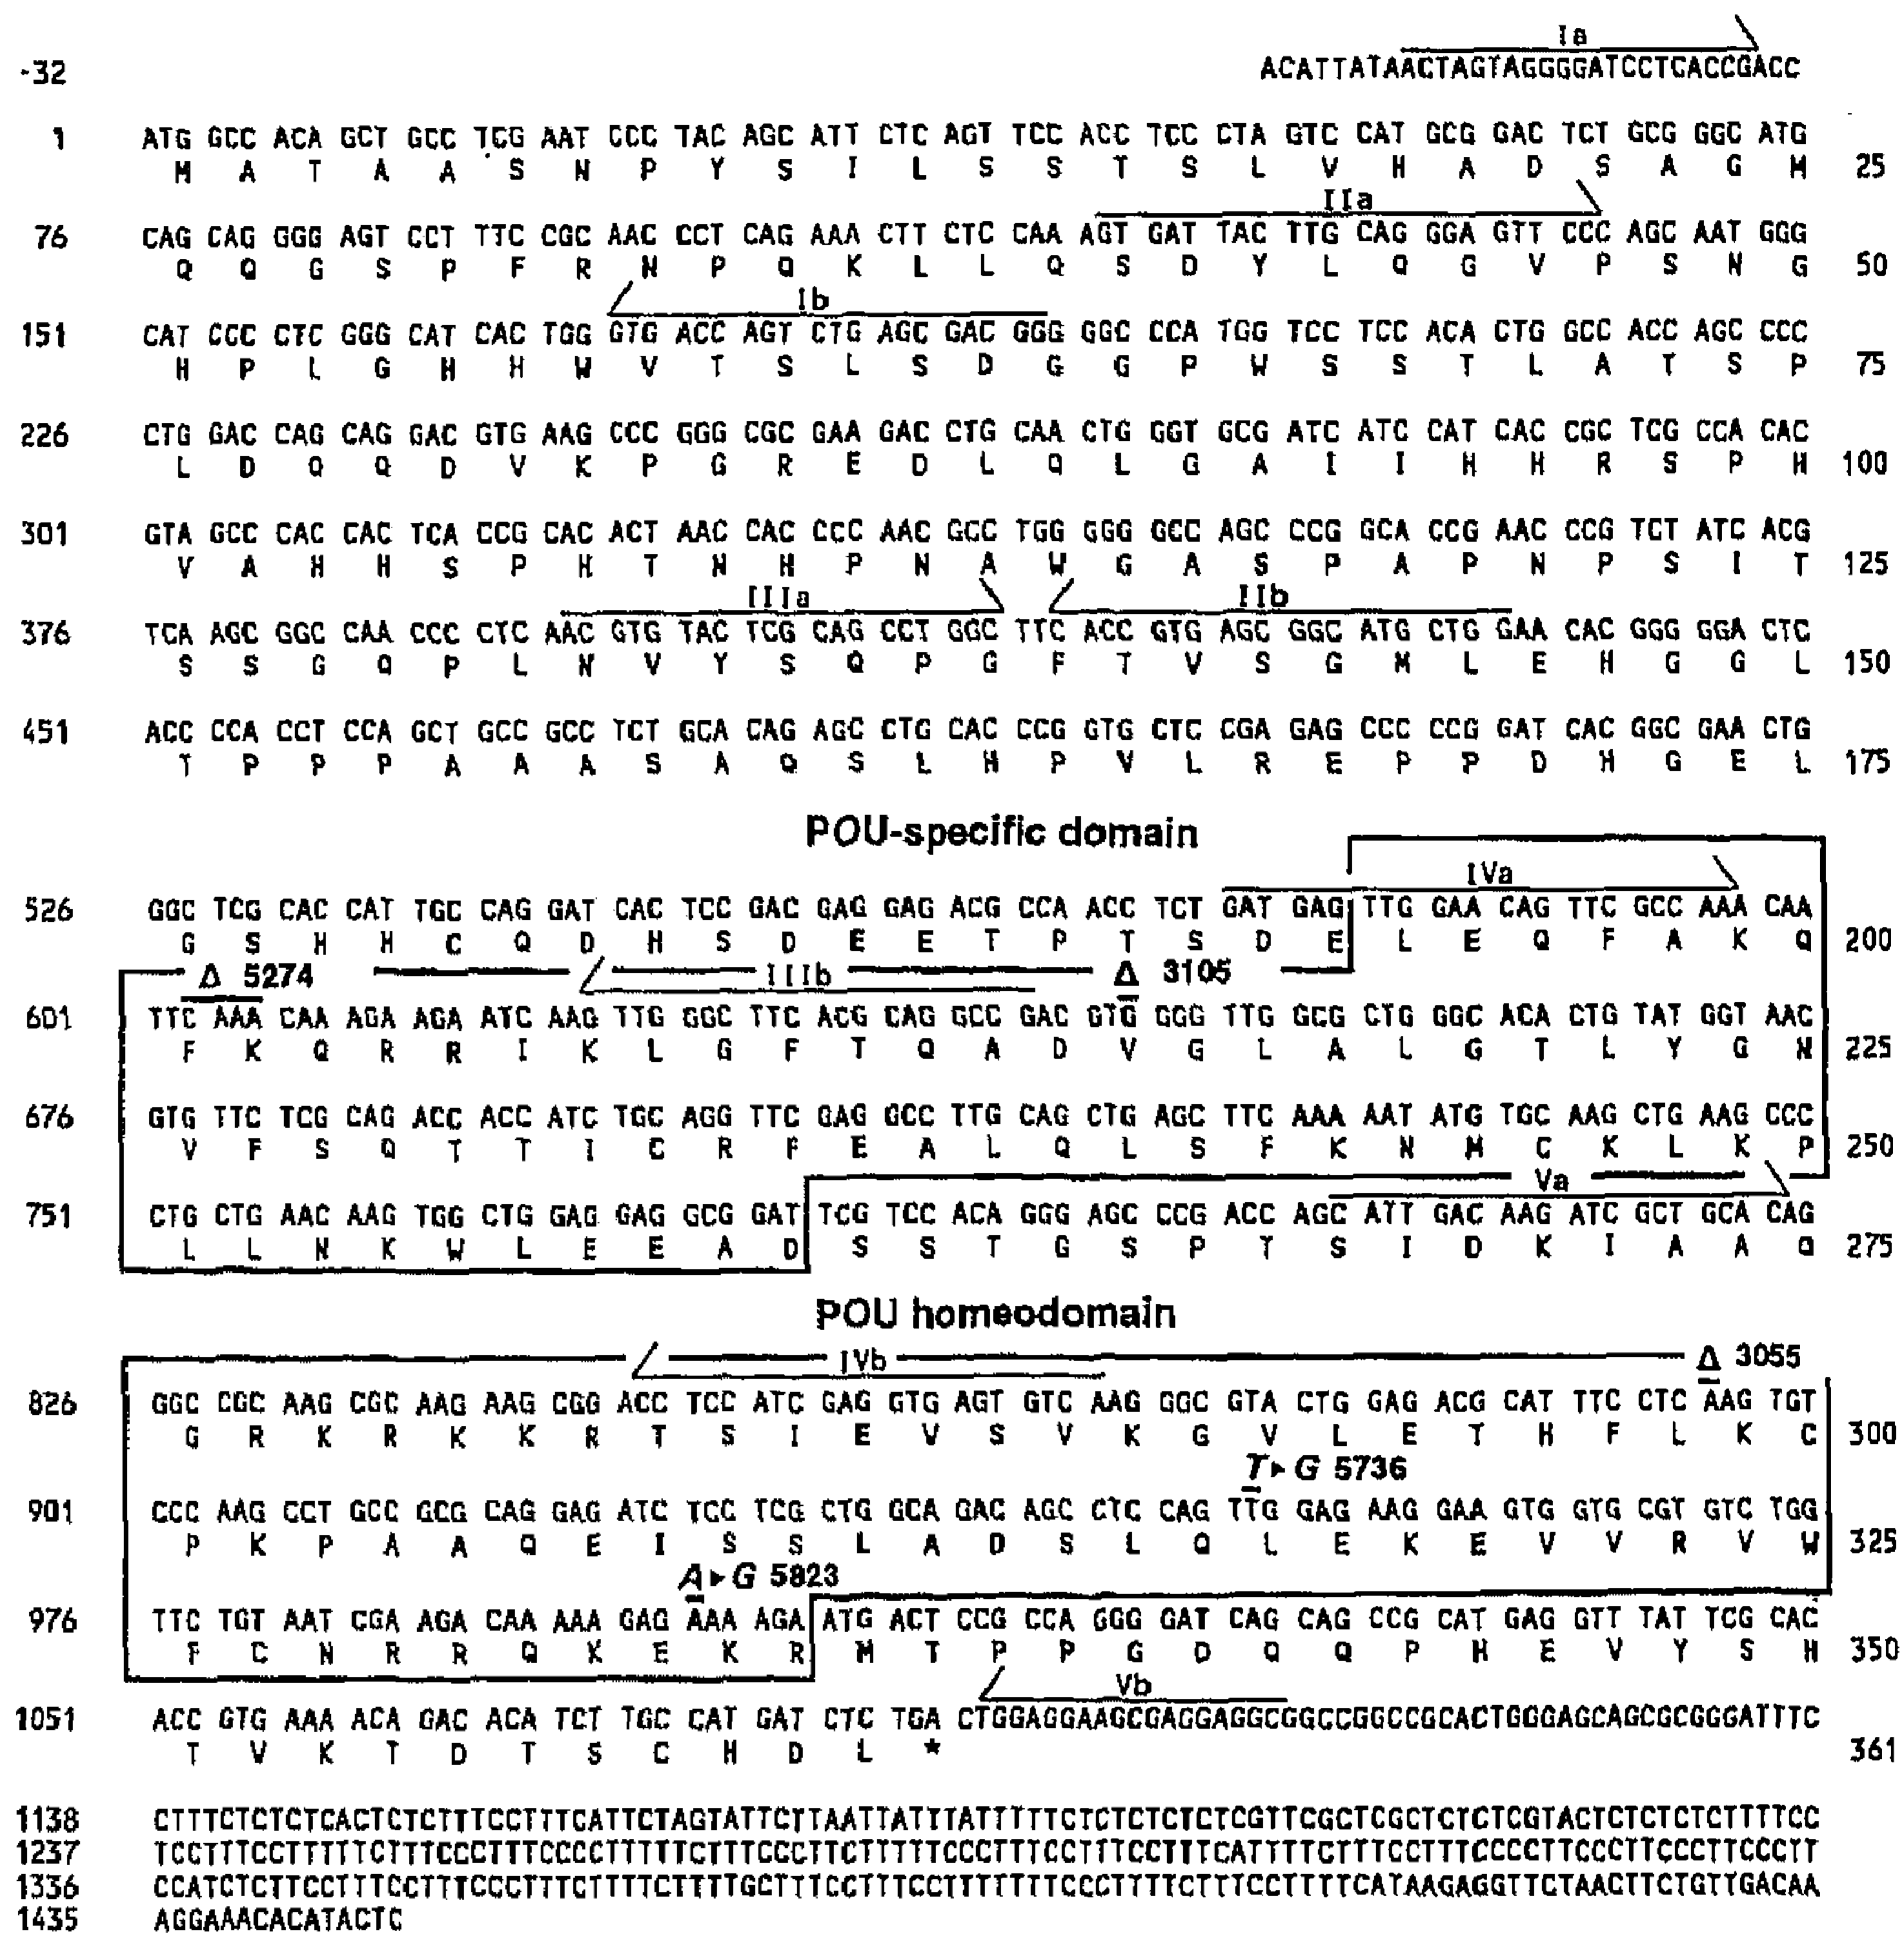 Ia
-32 ACATTATAACTAGTAGGGGATCCTCACCGACC
1 ATG GCC ACA GCT GCC TCG AAT CCC TAC AGC ATT CTC AGT TCC ACC TCC CTA GTC CAT GCG GAC TCT GCG GGC ATG
M A T A A S N P Y S I L S S T S L V H A D S A G M 25
IIa
76 CAG CAG GGG AGT CCT TTC CGC AAC CCT CAG AAA CTT CTC CAA AGT GAT TAC TTG CAG GGA GTT CCC AGC AAT GGG
Q Q G S P F R N P Q K L L Q S D Y L Q G V P S N G 50
Ib
151 CAT CCC CTC GGG CAT CAC TGG GTG ACC AGT CTG AGC GAC GGG GGC CCA TGG TCC TCC ACA CTG GCC ACC AGC CCC
H P L G H H W V T S L S D G G P W S S T L A T S P 75
226 CTG GAC CAG CAG GAC GTG AAG CCC GGG CGC GAA GAC CTG CAA CTG GGT GCG ATC ATC CAT CAC CGC TCG CCA CAC
L D Q Q D V K P G R E D L Q L G A I I H H R S P H 100
301 GTA GCC CAC CAC TCA CCG CAC ACT AAC CAC CCC AAC GCC TGG GGG GCC AGC CCG GCA CCG AAC CCG TCT ATC ACG
V A H H S P H T N H P N A W G A S P A P N P S I T 125
IIIa IIb
376 TCA AGC GGC CAA CCC CTC AAC GTG TAC TCG CAG CCT GGC TTC ACC GTG AGC GGC ATG CTG GAA CAC GGG GGA CTC
S S G Q P L N V Y S Q P G F T V S G M L E H G G L 150
451 ACC CCA CCT CCA GCT GCC GCC TCT GCA CAG AGC CTG CAC CCG GTG CTC CGA GAG CCC CCG GAT CAC GGC GAA CTG
T P P P A A A S A Q S L H P V L R E P P D H G E L 175
POU-specific domain
IVa
526 GGC TCG CAC CAT TGC CAG GAT CAC TCC GAC GAG GAG ACG CCA ACC TCT GAT GAG TTG GAA CAG TTC GCC AAA CAA
G S H H C Q D H S D E E T P T S D E L E Q F A K Q 200
Δ 5274 IIIb Δ 3105
601 TTC AAA CAA AGA AGA ATC AAG TTG GGC TTC ACG CAG GCC GAC GTG GGG TTG GCG CTG GGC ACA CTG TAT GGT AAC
F K Q R R I K L G F T Q A D V G L A L G T L Y G N 225
676 GTG TTC TCG CAG ACC ACC ATC TGC AGG TTC GAG GCC TTG CAG CTG AGC TTC AAA AAT ATG TGC AAG CTG AAG CCC
V F S Q T T I C R F E A L Q L S F K N M C K L K P 250
Va
751 CTG CTG AAC AAG TGG CTG GAG GAG GCG GAT TCG TCC ACA GGG AGC CCG ACC AGC ATT GAC AAG ATC GCT GCA CAG
L L N K W L E E A D S S T G S P T S I D K I A A Q 275
POU homeodomain
IVb Δ 3055
826 GGC CGC AAG CGC AAG AAG CGG ACC TCC ATC GAG GTG AGT GTC AAG GGC GTA CTG GAG ACG CAT TTC CTC AAG TGT
G R K R K K R T S I E V S V K G V L E T H F L K C 300
T▸G 5736
901 CCC AAG CCT GCC GCG CAG GAG ATC TCC TCG CTG GCA GAC AGC CTC CAG TTG GAG AAG GAA GTG GTG CGT GTC TGG
P K P A A Q E I S S L A D S L Q L E K E V V R V W 325
A▸G 5823
976 TTC TGT AAT CGA AGA CAA AAA GAG AAA AGA ATG ACT CCG CCA GGG GAT CAG CAG CCG CAT GAG GTT TAT TCG CAC
F C N R R Q K E K R M T P P G D Q Q P H E V Y S H 350
Vb
1051 ACC GTG AAA ACA GAC ACA TCT TGC CAT GAT CTC TGA CTGGAGGAAGCGAGGAGGCGGGCCGGCCGCACTGGGAGCAGCGCGGGATTTC
T V K T D T S C H D L * 361
1138 CTTTCTCTCTCACTCTCTTTCCTTTCATTCTAGTATTCTTAATTATTTATTTTTCTCTCTCTCTCGTTCGCTCGCTCTCTCGTACTCTCTCTCTTTTCC
1237 TCCTTTCCTTTTTCTTTCCCTTTCCCCTTTTTCTTTCCCTTCTTTTTCCCTTTCCTTTCCTTTCATTTTCTTTCCTTTCCCCTTCCCTTCCCTTCCCTT
1336 CCATCTCTTCCTTTCCTTTCCCTTTCTTTTCTTTTGCTTTCCTTTCCTTTTTTTCCCTTTTCTTTCCTTTTCATAAGAGGTTCTAACTTCTGTTGACAA
1435 AGGAAACACATACTC